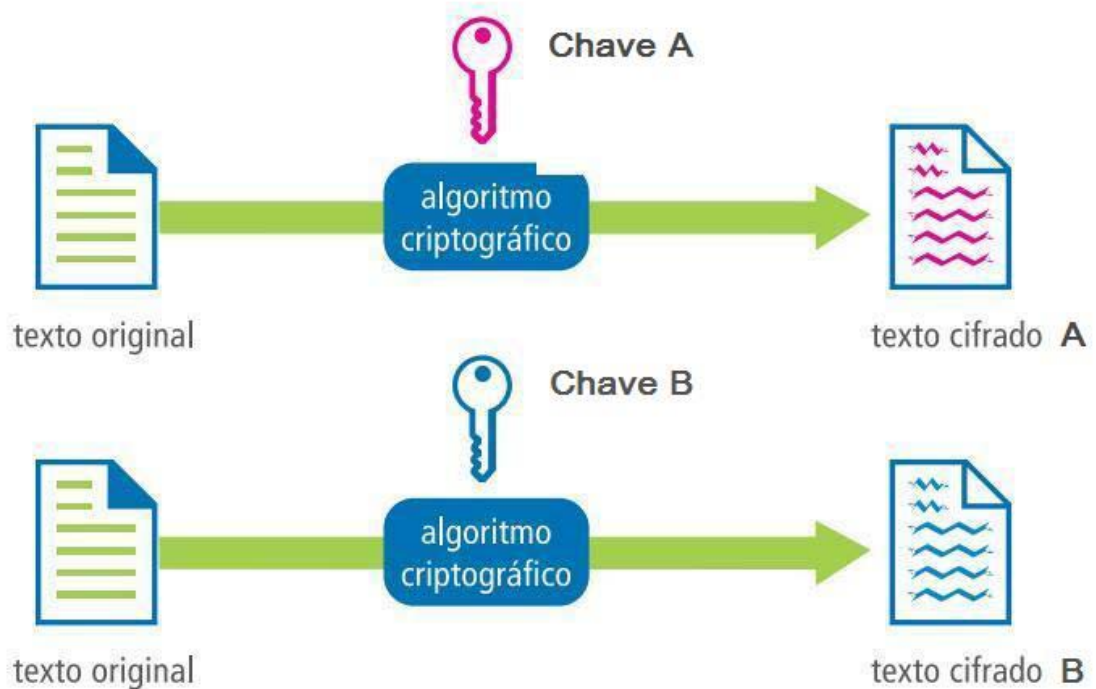 Chave A
algoritmo
criptográfico
texto original
texto cifrado A
Chave B
algoritmo
criptográfico
texto original
texto cifrado B